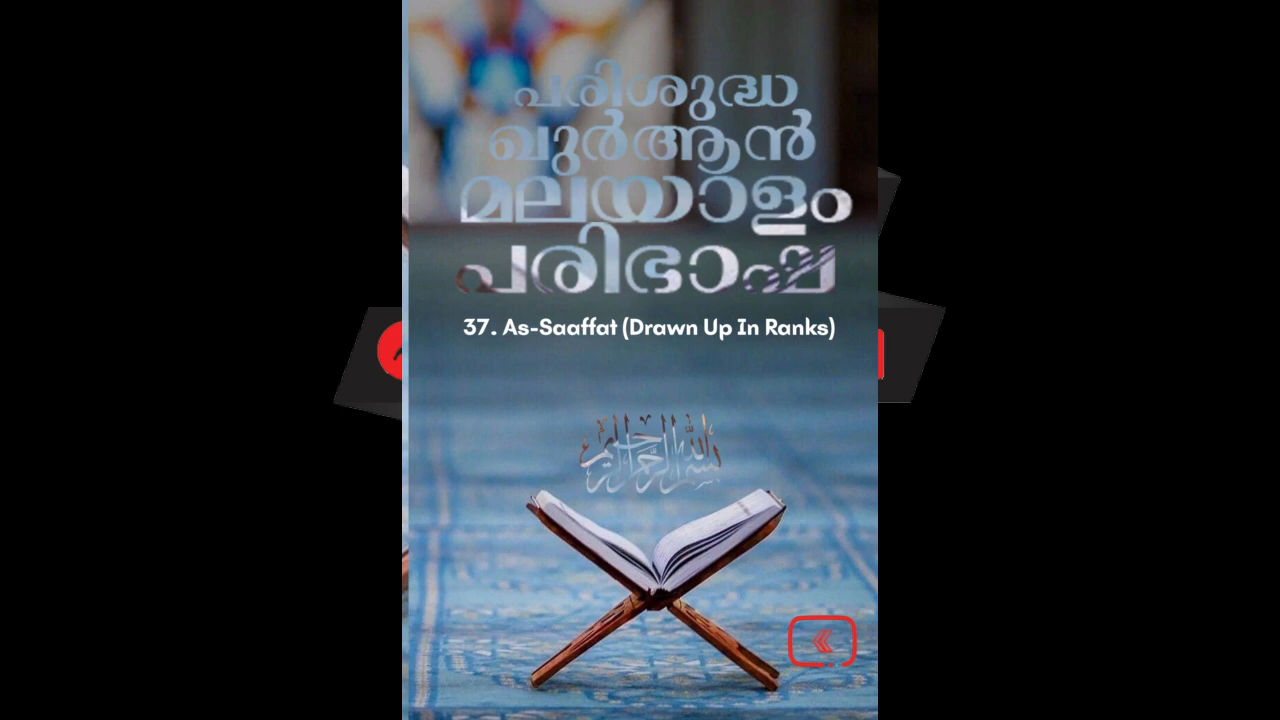 പരിശുദ്ധ
ഖുർആൻ
മലയാളം
പരിഭാഷ
37. As-Saaffat (Drawn Up In Ranks)
بسم الله الرحمن الرحيم